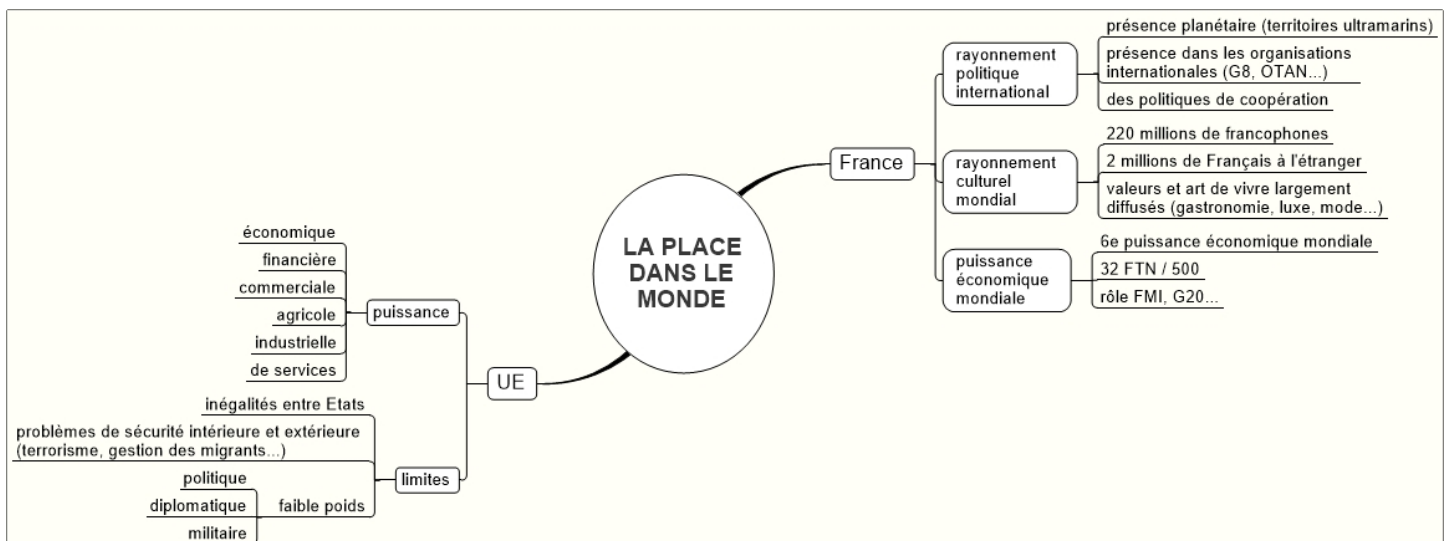 LA PLACE
DANS LE
MONDE
France
rayonnement
politique
international
présence planétaire (territoires ultramarins)
présence dans les organisations
internationales (G8, OTAN...)
des politiques de coopération
rayonnement
culturel
mondial
220 millions de francophones
2 millions de Français à l'étranger
valeurs et art de vivre largement
diffusés (gastronomie, luxe, mode...)
puissance
économique
mondiale
6e puissance économique mondiale
32 FTN / 500
rôle FMI, G20...
UE
puissance
économique
financière
commerciale
agricole
industrielle
de services
limites
inégalités entre Etats
problèmes de sécurité intérieure et extérieure
(terrorisme, gestion des migrants...)
faible poids
politique
diplomatique
militaire